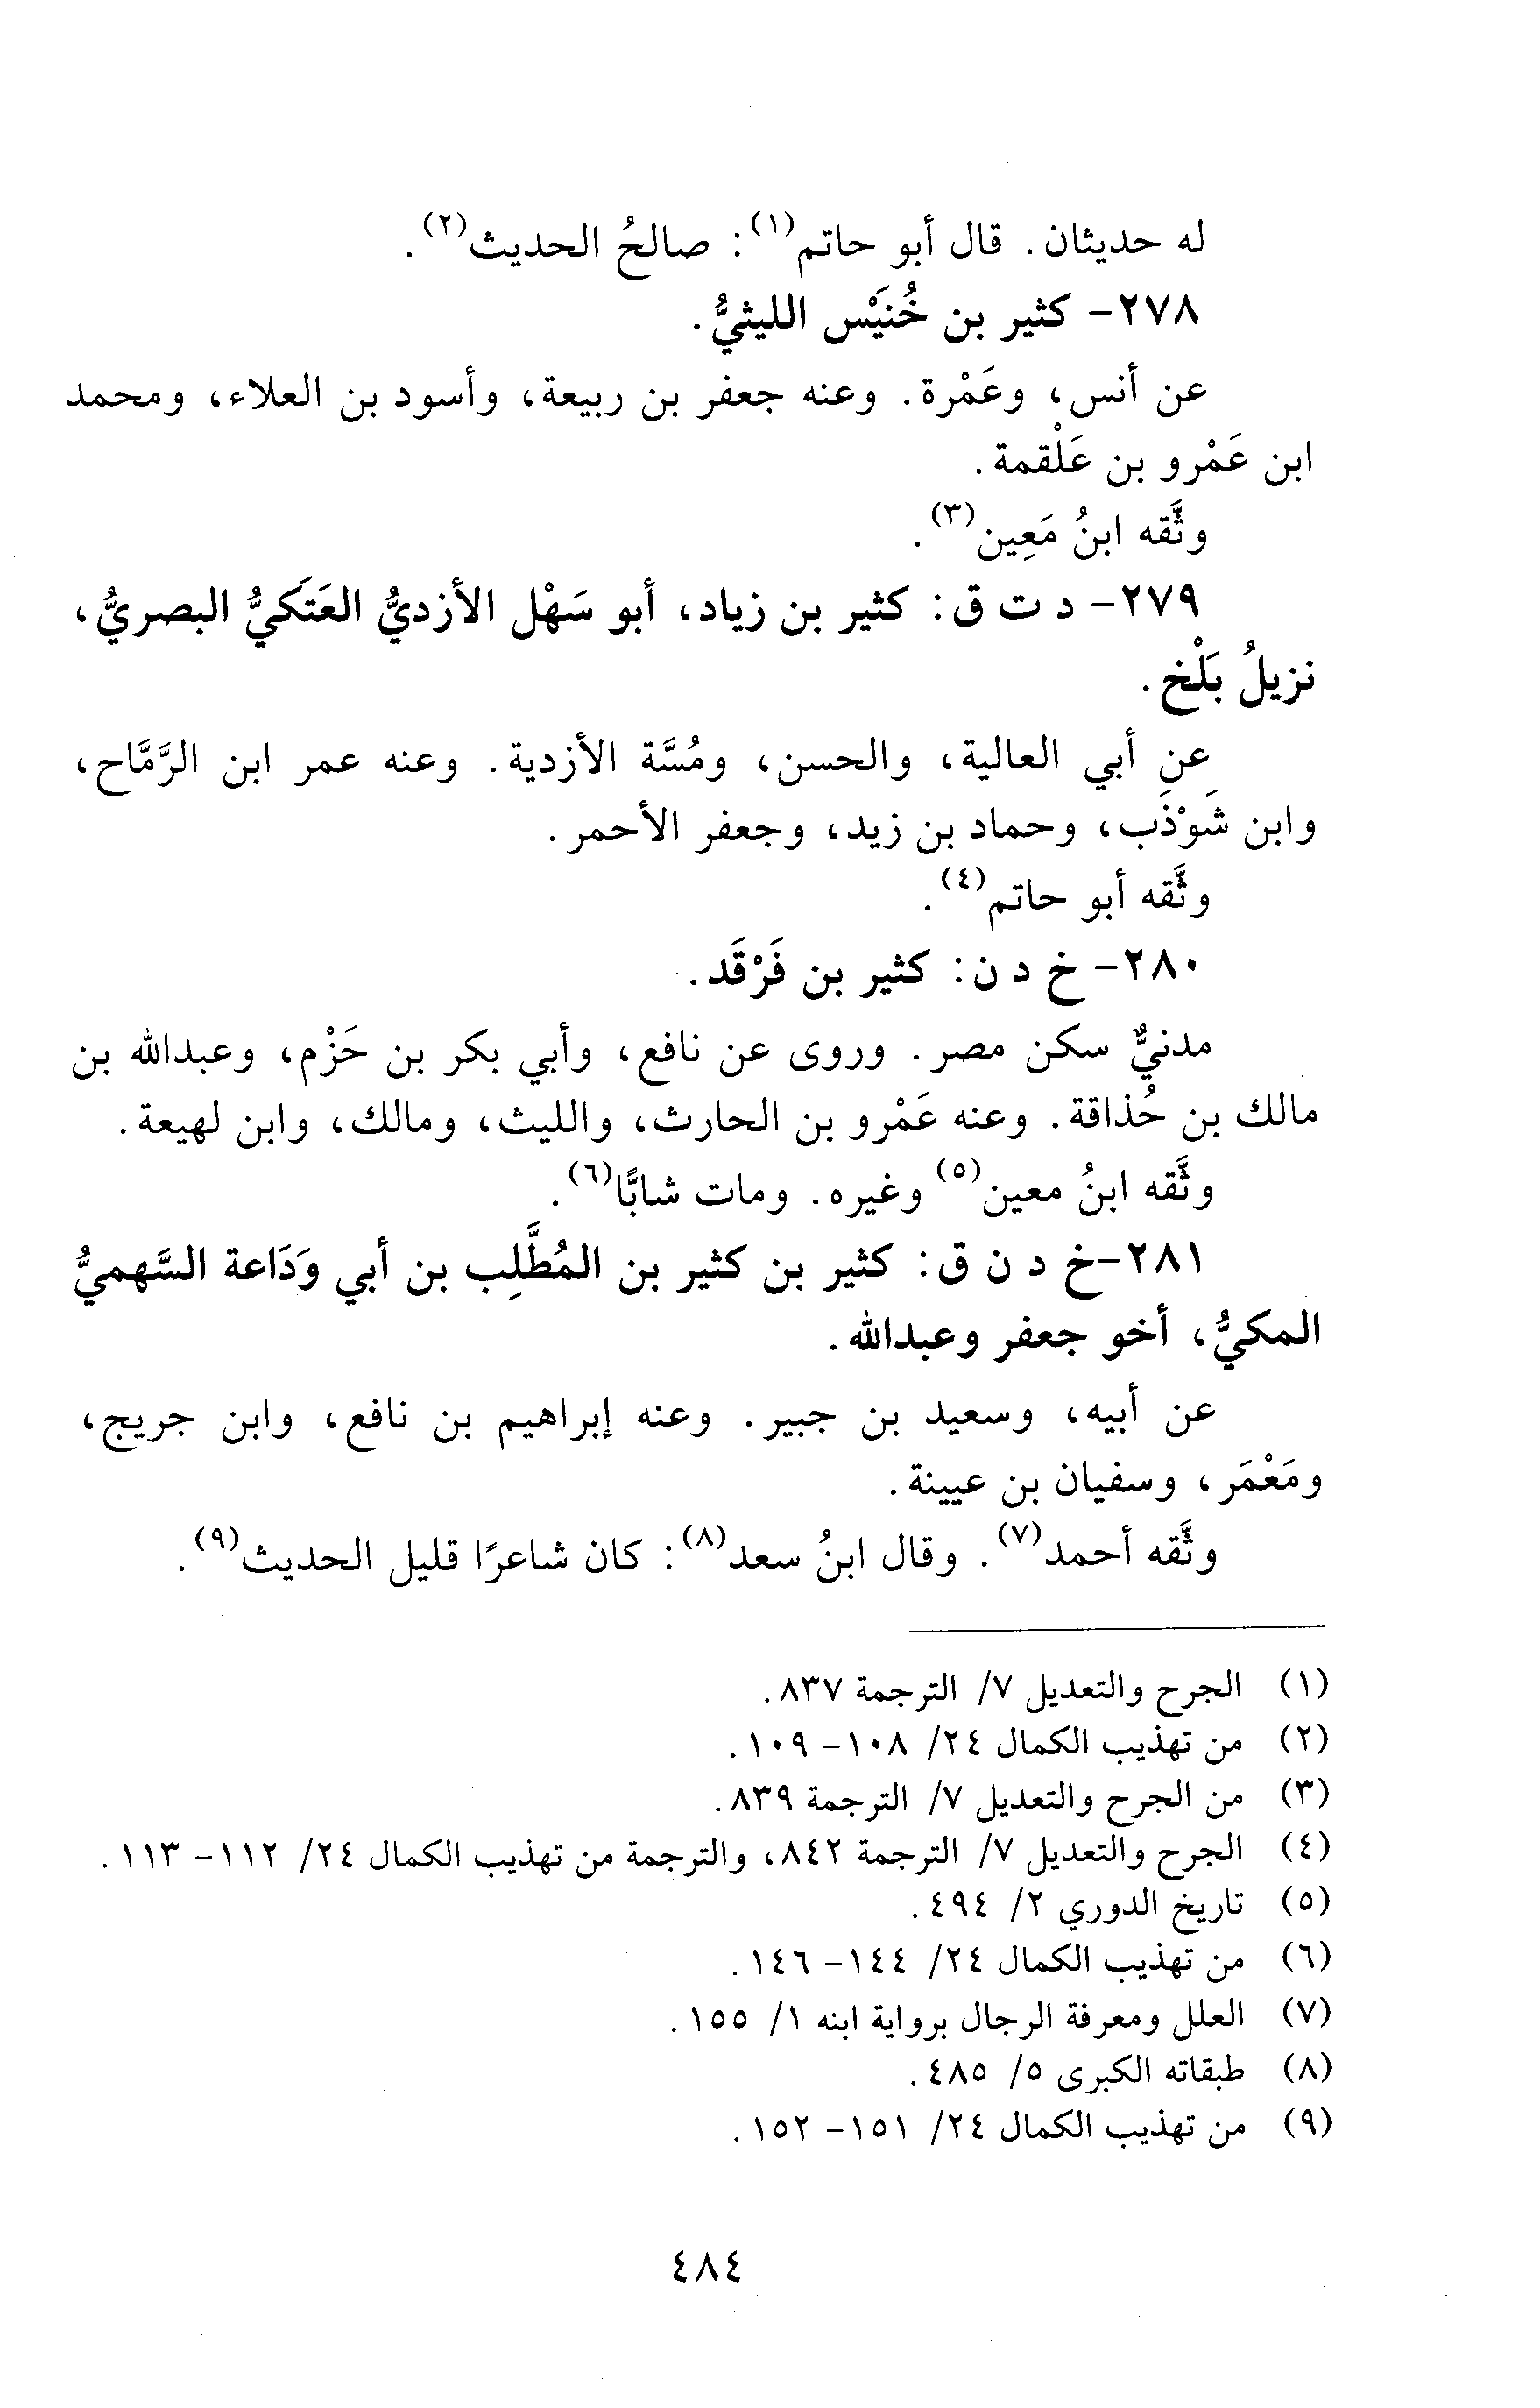 له حديثان. قال أبو حاتم(١): صالحُ الحديث(٢).
٢٧٨- كثير بن خُنَيْس الليثيُّ.
عن أنس، وعَمْرة. وعنه جعفر بن ربيعة، وأسود بن العلاء، ومحمد
ابن عَمْرو بن عَلْقمة.
وثَّقه ابنُ مَعِين(٣).
٢٧٩- د ت ق: كثير بن زياد، أبو سَهْل الأزديُّ العَتَكيُّ البصريُّ،
نزيلُ بَلْخ.
عن أبي العالية، والحسن، ومُسَّة الأزدية. وعنه عمر ابن الرَّمَّاح،
وابن شَوْذَب، وحماد بن زيد، وجعفر الأحمر.
وثَّقه أبو حاتم(٤).
٢٨٠- خ د ن: كثير بن فَرْقَد.
مدنيٌّ سكن مصر. وروى عن نافع، وأبي بكر بن حَزْم، وعبدالله بن
مالك بن حُذاقة. وعنه عَمْرو بن الحارث، والليث، ومالك، وابن لهيعة.
وثَّقه ابنُ معين(٥) وغيره. ومات شابًّا(٦).
٢٨١-خ د ن ق: كثير بن كثير بن المُطَّلِب بن أبي وَدَاعة السَّهميُّ
المكيُّ، أخو جعفر وعبدالله.
عن أبيه، وسعيد بن جبير. وعنه إبراهيم بن نافع، وابن جريج،
ومَعْمَر، وسفيان بن عيينة.
وثَّقه أحمد(٧). وقال ابنُ سعد(٨): كان شاعرًا قليل الحديث(٩).
(١) الجرح والتعديل ٧/ الترجمة ٨٣٧.
(٢) من تهذيب الكمال ٢٤/ ١٠٨- ١٠٩.
(٣) من الجرح والتعديل ٧/ الترجمة ٨٣٩.
(٤) الجرح والتعديل ٧/ الترجمة ٨٤٢، والترجمة من تهذيب الكمال ٢٤/ ١١٢- ١١٣.
(٥) تاريخ الدوري ٢/ ٤٩٤.
(٦) من تهذيب الكمال ٢٤/ ١٤٤- ١٤٦.
(٧) العلل ومعرفة الرجال برواية ابنه ١/ ١٥٥.
(٨) طبقاته الكبرى ٥/ ٤٨٥.
(٩) من تهذيب الكمال ٢٤/ ١٥١- ١٥٢.
٤٨٤